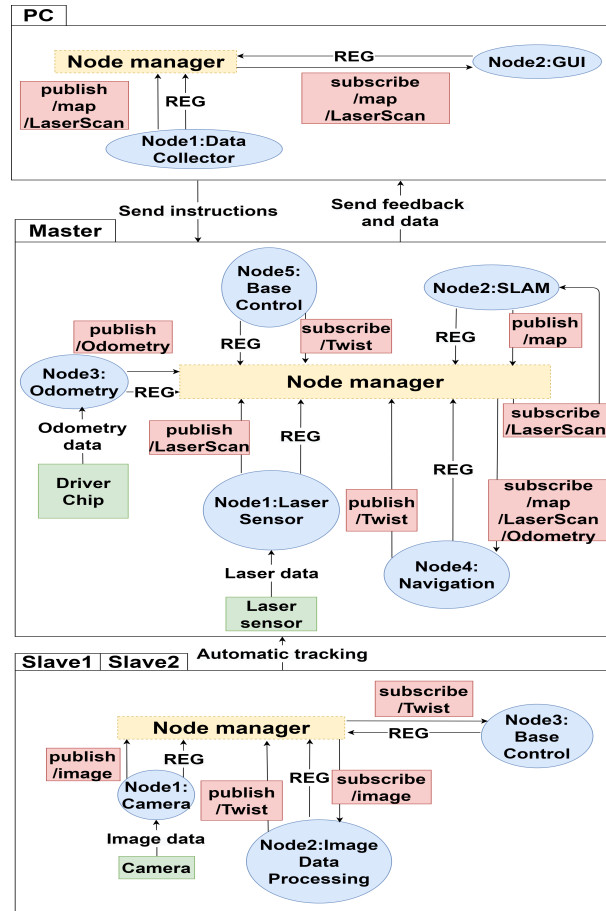 PC
Node manager
REG
Node2:GUI
publish
/map
/LaserScan
REG
subscribe
/map
/LaserScan
Node1:Data
Collector
Send instructions
Send feedback
and data
Master
Node5:
Base
Control
Node2:SLAM
publish
/Odometry
REG
subscribe
/Twist
REG
publish
/map
Node3:
Odometry
REG
Node manager
Odometry
data
publish
/LaserScan
REG
subscribe
/LaserScan
Driver
Chip
Node1:Laser
Sensor
publish
/Twist
REG
subscribe
/map
/LaserScan
/Odometry
Laser data
Node4:
Navigation
Laser
sensor
Slave1
Slave2
Automatic tracking
subscribe
/Twist
Node manager
REG
Node3:
Base
Control
publish
/image
REG
Node1:
Camera
publish
/Twist
REG
subscribe
/image
Image data
Camera
Node2:Image
Data
Processing